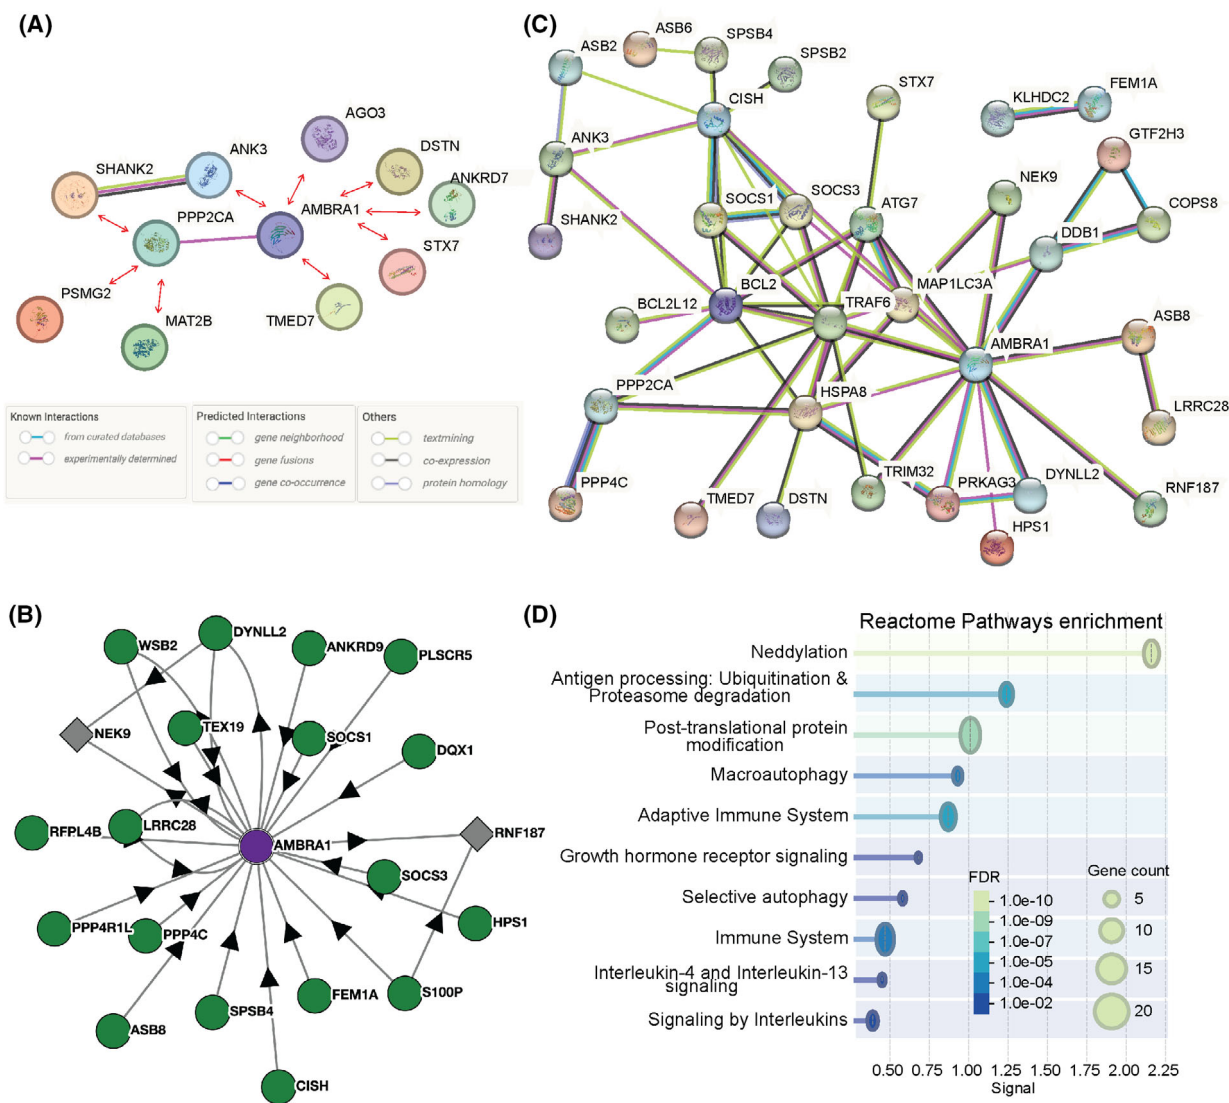 (A)
AGO3
DSTN
SHANK2
ANK3
ANKRD7
PPP2CA
AMBRA1
STX7
PSMG2
MAT2B
TMED7
Known Interactions
from curated databases
experimentally determined
Predicted Interactions
gene neighborhood
gene fusions
gene co-occurrence
Others
textmining
co-expression
protein homology
(C)
ASB6
SPSB4
ASB2
SPSB2
CISH
STX7
KLHDC2
FEM1A
GTF2H3
ANK3
SOCS1
SOCS3
ATG7
NEK9
COPS8
SHANK2
DDB1
BCL2
MAP1LC3A
BCL2L12
TRAF6
ASB8
AMBRA1
PPP2CA
HSPA8
LRRC28
PPP4C
TRIM32
PRKAG3
DYNLL2
RNF187
TMED7
DSTN
HPS1
(B)
WSB2
DYNLL2
ANKRD9
PLSCR5
NEK9
TEX19
SOCS1
DQX1
RFPL4B
LRRC28
AMBRA1
RNF187
SOCS3
PPP4R1L
PPP4C
HPS1
ASB8
SPSB4
FEM1A
S100P
CISH
(D)
Reactome Pathways enrichment
Neddylation
Antigen processing: Ubiquitination &
Proteasome degradation
Post-translational protein
modification
Macroautophagy
Adaptive Immune System
Growth hormone receptor signaling
Selective autophagy
Immune System
Interleukin-4 and Interleukin-13
signaling
Signaling by Interleukins
FDR
1.0e-10
1.0e-09
1.0e-07
1.0e-05
1.0e-04
1.0e-02
Gene count
5
10
15
20
0.50 0.75 1.00 1.25 1.50 1.75 2.00 2.25
Signal